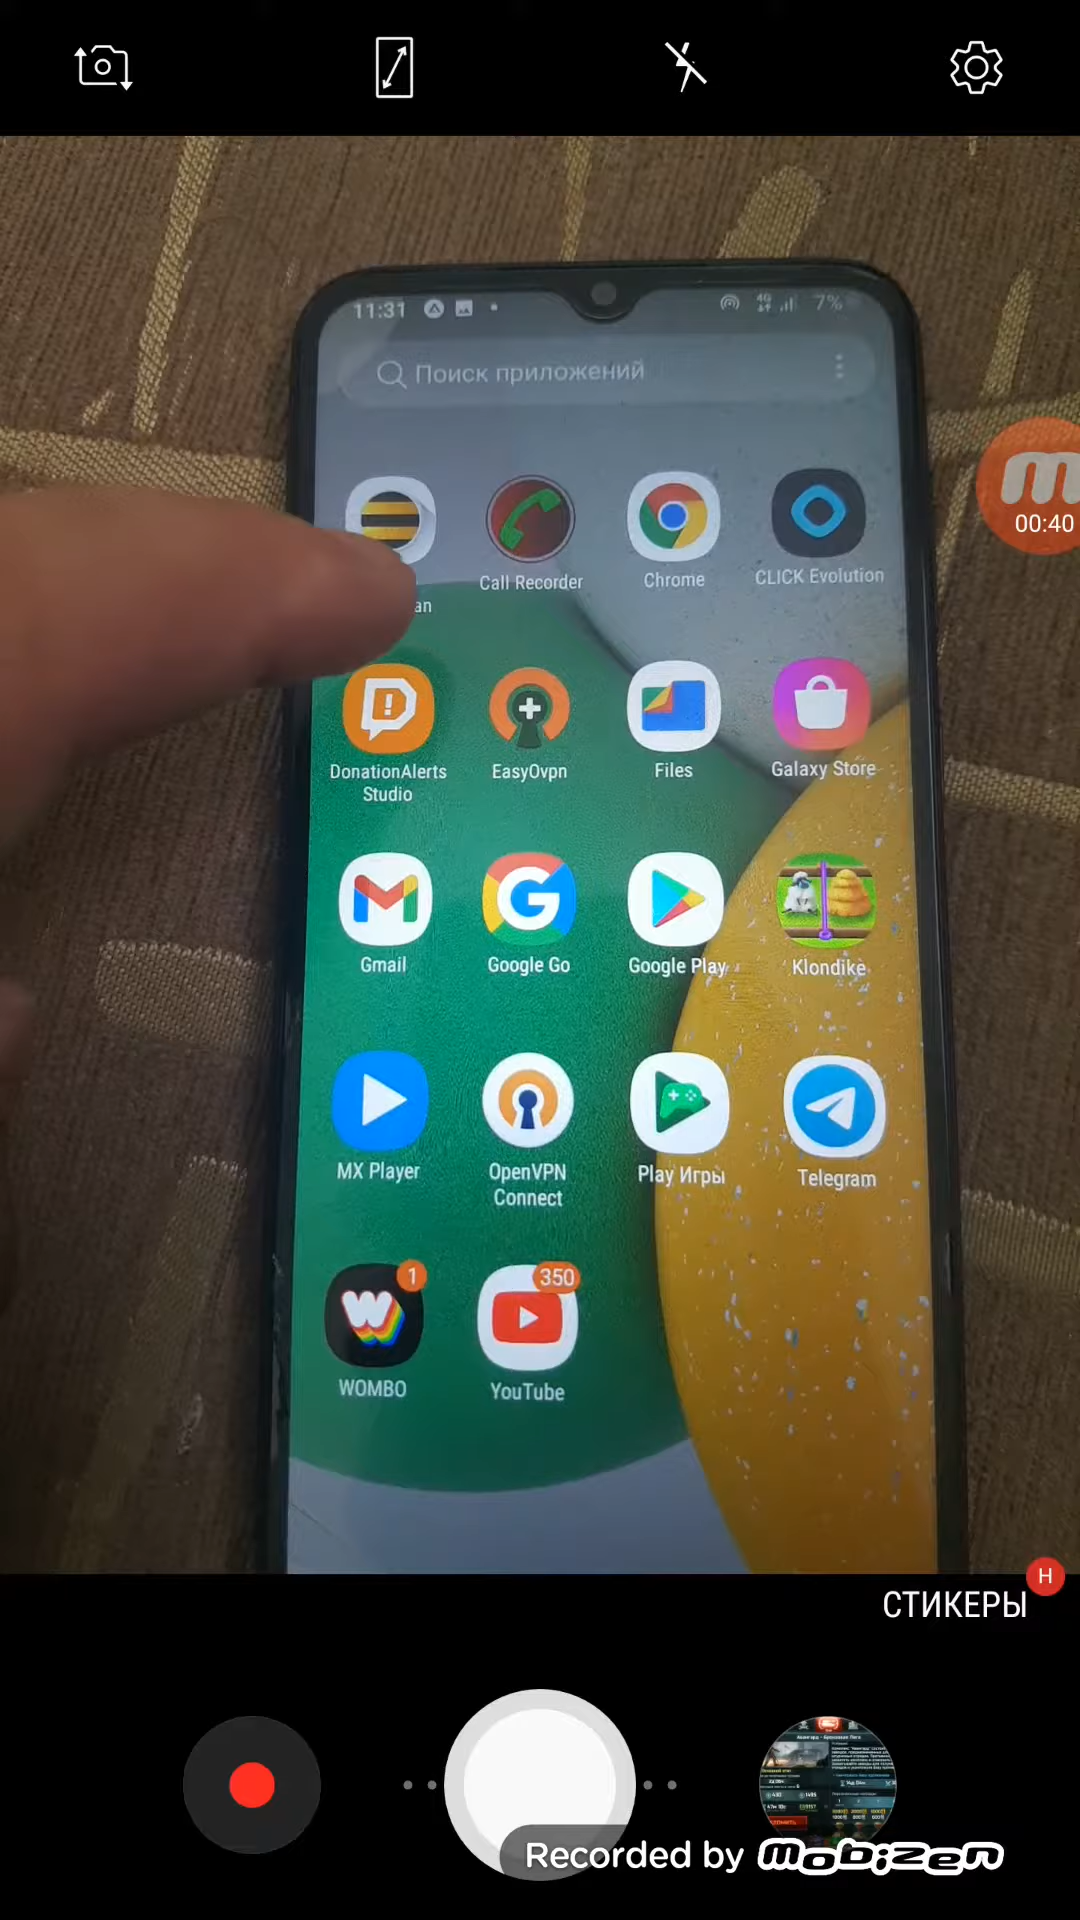 11:31
4G
7%
Поиск приложений
00:40
an
Call Recorder
Chrome
CLICK Evolution
DonationAlerts
Studio
EasyOvpn
Files
Galaxy Store
Gmail
Google Go
Google Play
Klondike
MX Player
OpenVPN
Connect
Play Игры
Telegram
1
350
WOMBO
YouTube
Н
СТИКЕРЫ
Recorded by mobizen